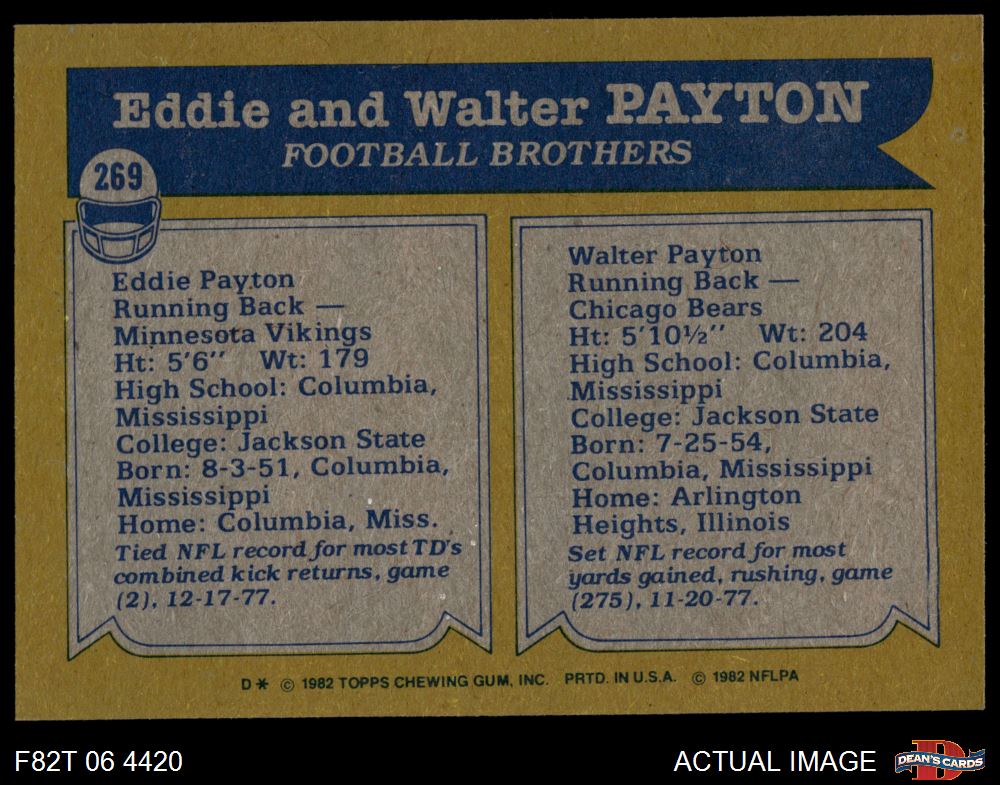 Eddie and Walter PAYTON
FOOTBALL BROTHERS
269
Eddie Payton
Running Back —
Minnesota Vikings
Ht: 5'6" Wt: 179
High School: Columbia,
Mississippi
College: Jackson State
Born: 8-3-51, Columbia,
Mississippi
Home: Columbia, Miss.
Tied NFL record for most TD's
combined kick returns, game
(2), 12-17-77.
Walter Payton
Running Back —
Chicago Bears
Ht: 5'10½" Wt: 204
High School: Columbia,
Mississippi
College: Jackson State
Born: 7-25-54,
Columbia, Mississippi
Home: Arlington
Heights, Illinois
Set NFL record for most
yards gained, rushing, game
(275), 11-20-77.
D* © 1982 TOPPS CHEWING GUM, INC. PRTD. IN U.S.A. © 1982 NFLPA
F82T 06 4420
ACTUAL IMAGE
D
DEAN'S CARDS